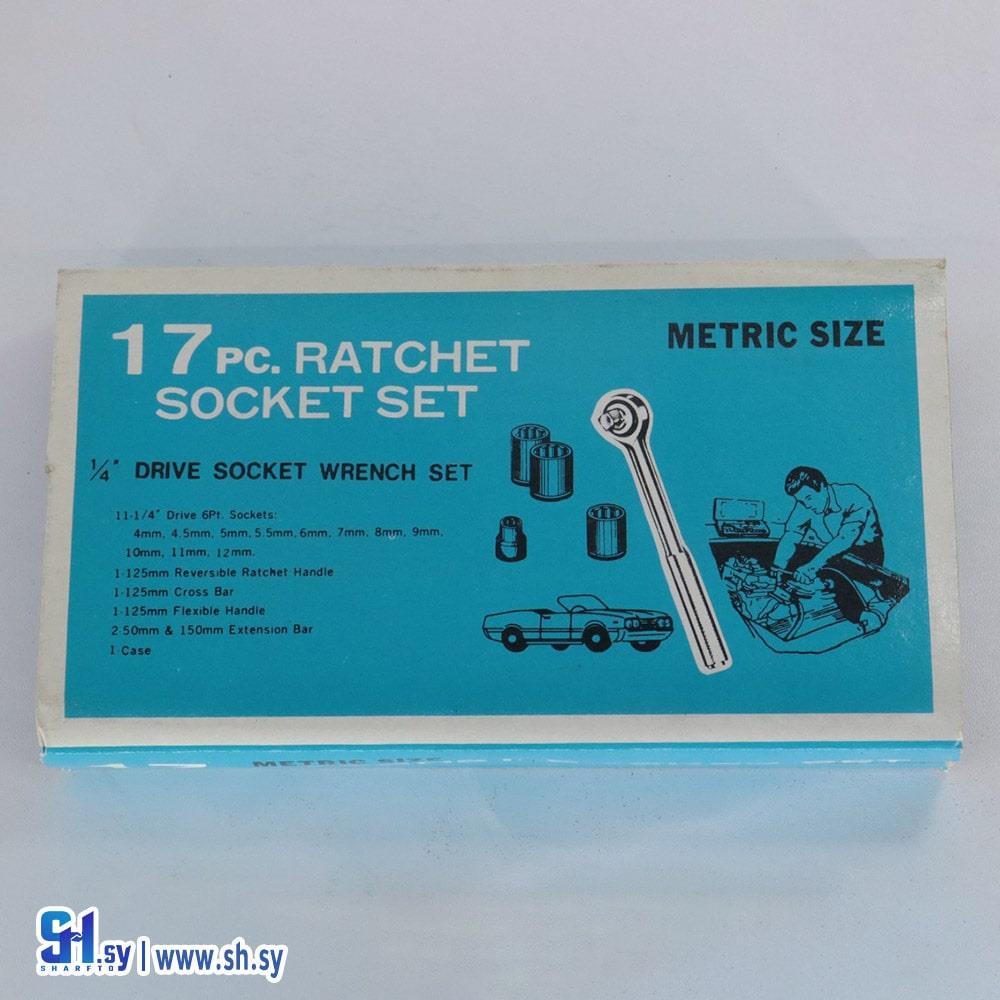 17 PC. RATCHET
SOCKET SET
METRIC SIZE
1/4" DRIVE SOCKET WRENCH SET
11-1/4" Drive 6Pt. Sockets:
4mm, 4.5mm, 5mm, 5.5mm, 6mm, 7mm, 8mm, 9mm,
10mm, 11mm, 12mm.
1-125mm Reversible Ratchet Handle
1-125mm Cross Bar
1-125mm Flexible Handle
2-50mm & 150mm Extension Bar
1-Case
METRIC SIZE
SH.sy | www.sh.sy
SHARFTO